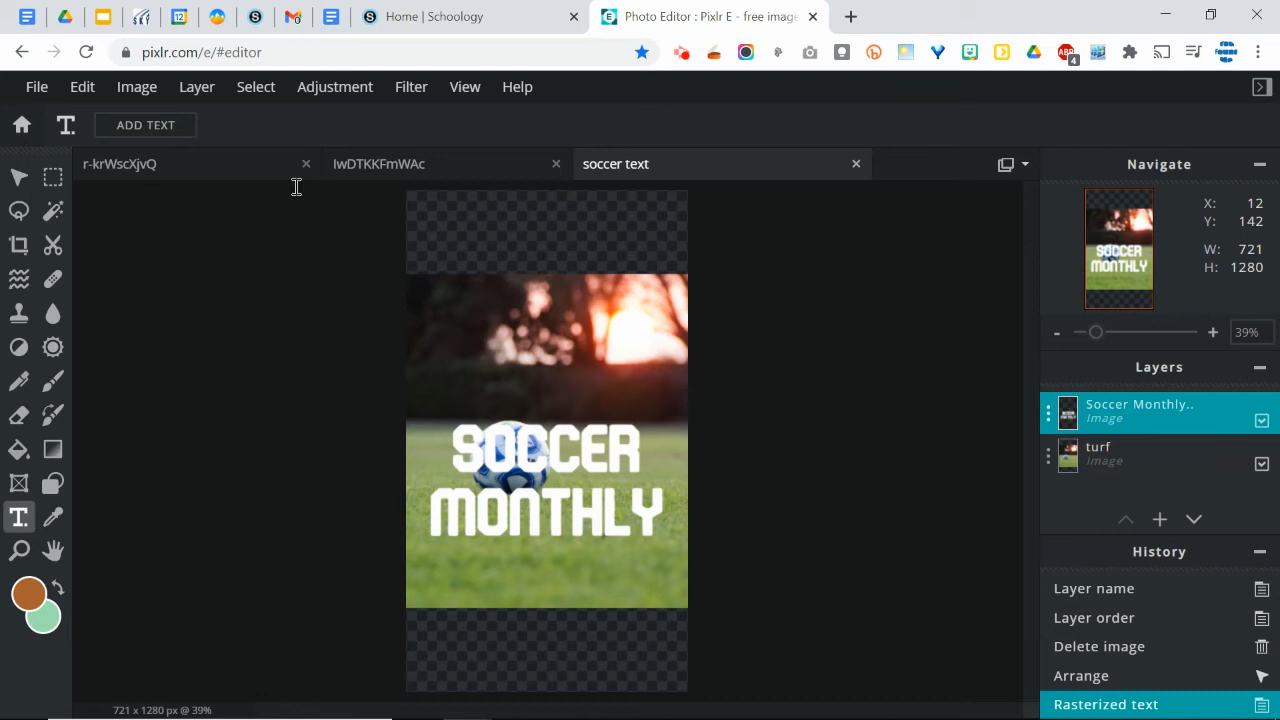 Home | Schoology
Photo Editor : Pixlr E - free image
pixlr.com/e/#editor
4
File Edit Image Layer Select Adjustment Filter View Help
ADD TEXT
r-krWscXjvQ
IwDTKKFmWAc
soccer text
Navigate
X: 12
Y: 142
W: 721
H: 1280
39%
Layers
Soccer Monthly..
Image
turf
Image
SOCCER
MONTHLY
History
Layer name
Layer order
Delete image
Arrange
Rasterized text
721 x 1280 px @ 39%